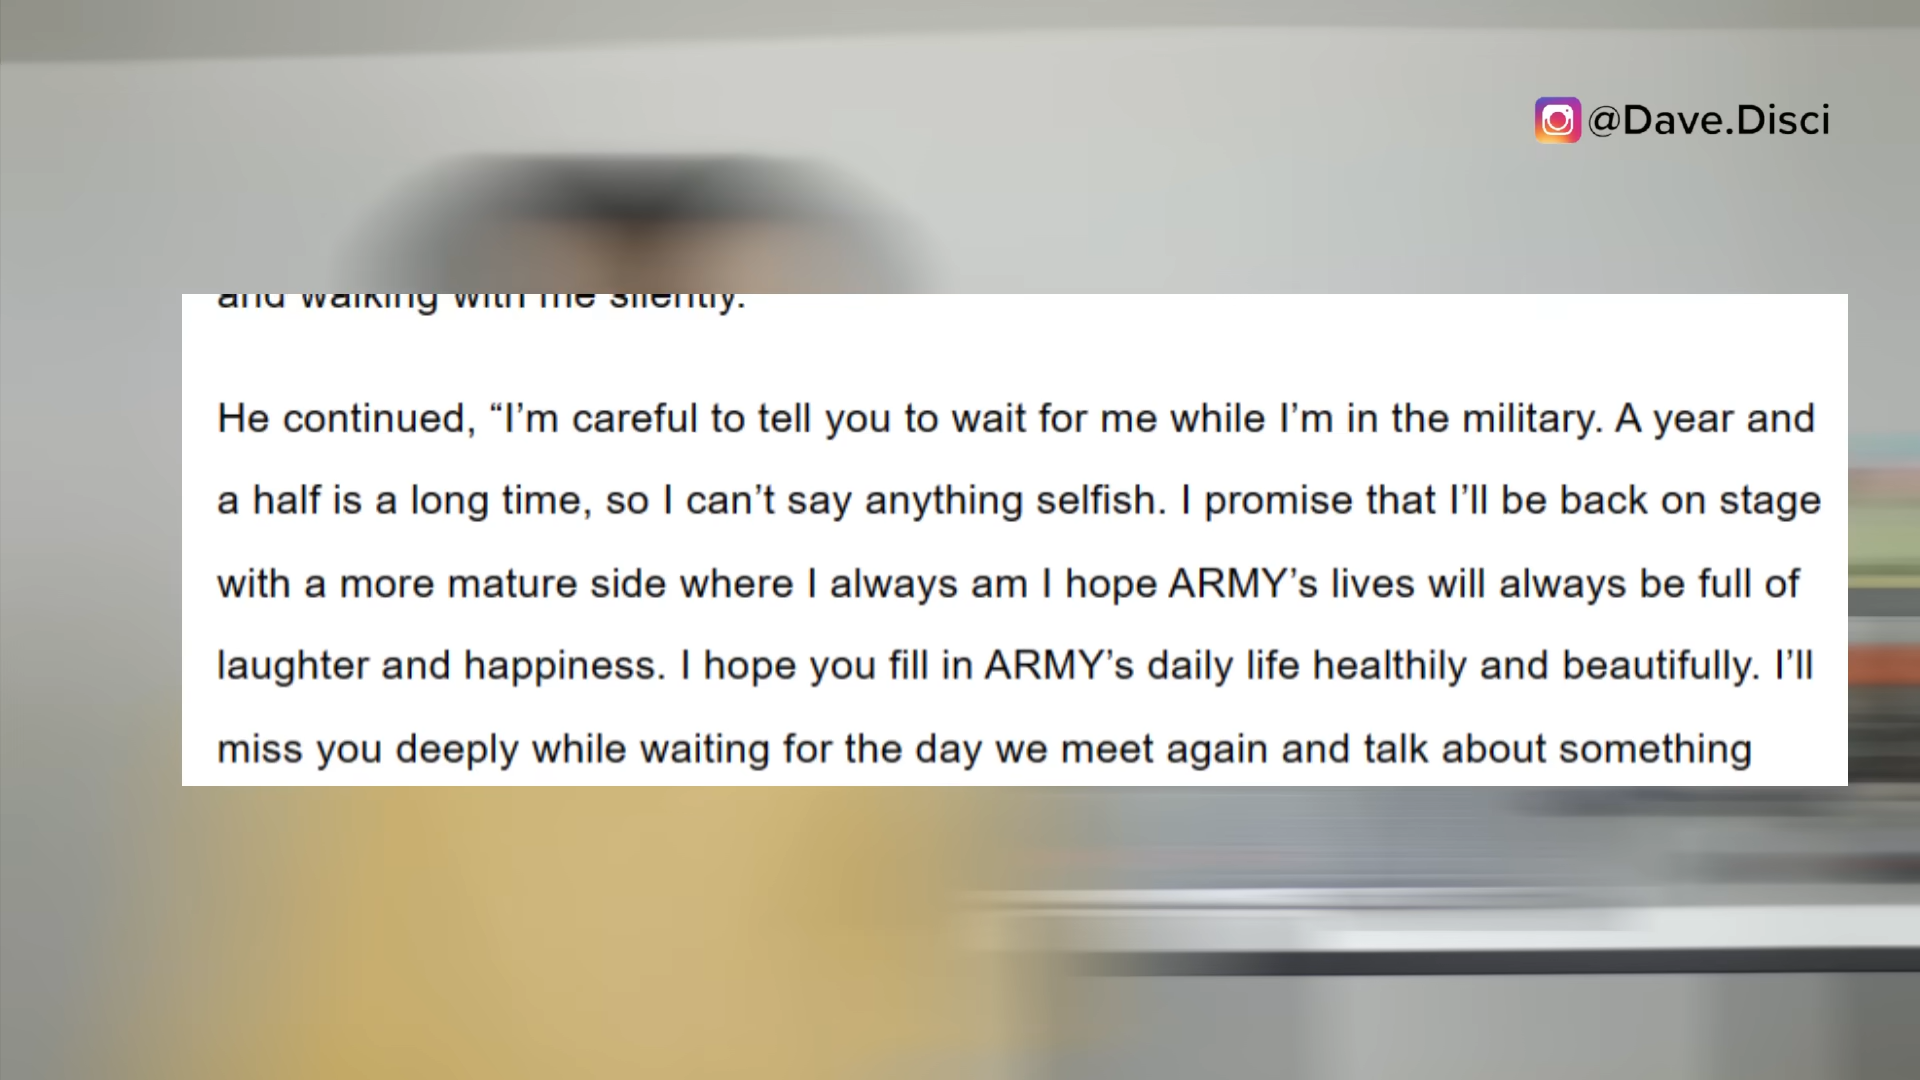 @Dave.Disci
and walking with me silently.
He continued, “I’m careful to tell you to wait for me while I’m in the military. A year and
a half is a long time, so I can’t say anything selfish. I promise that I’ll be back on stage
with a more mature side where I always am I hope ARMY’s lives will always be full of
laughter and happiness. I hope you fill in ARMY’s daily life healthily and beautifully. I’ll
miss you deeply while waiting for the day we meet again and talk about something